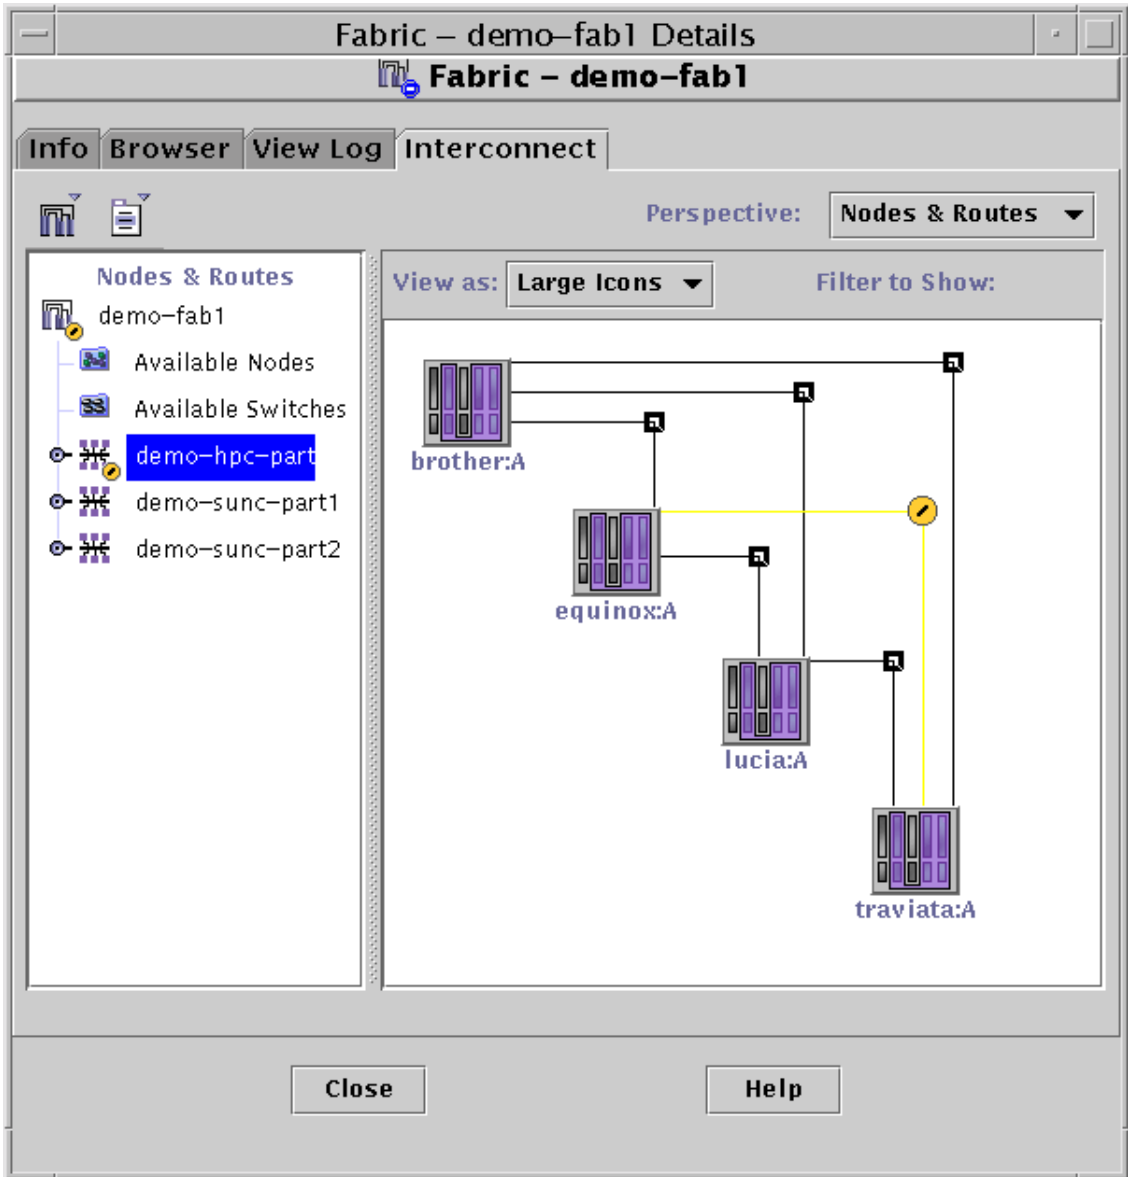 Fabric – demo–fab1 Details
Fabric – demo–fab1
Info Browser View Log Interconnect
Perspective: Nodes & Routes
Nodes & Routes
demo–fab1
Available Nodes
Available Switches
demo–hpc–part
demo–sunc–part1
demo–sunc–part2
View as: Large Icons Filter to Show:
brother:A
equinox:A
lucia:A
traviata:A
Close Help